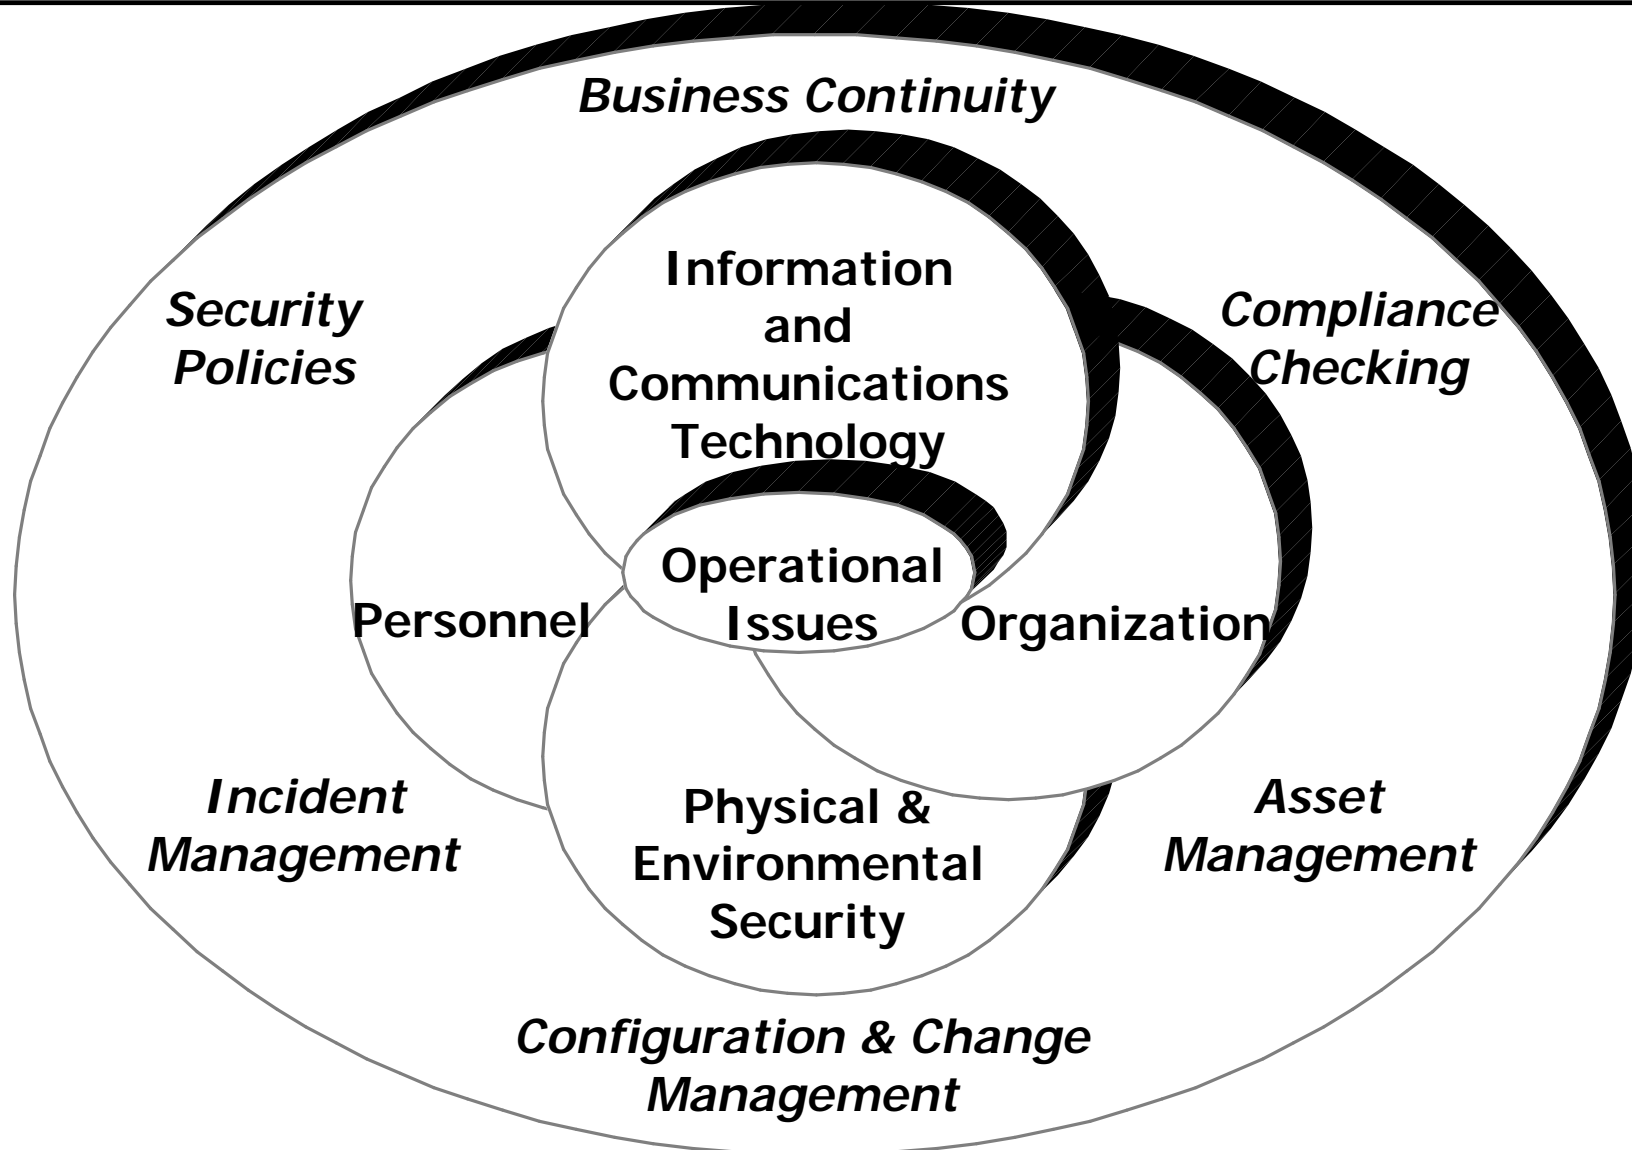 Business Continuity
Information
and
Communications
Technology
Security
Policies
Compliance
Checking
Operational
Issues
Personnel
Organization
Incident
Management
Physical &
Environmental
Security
Asset
Management
Configuration & Change
Management